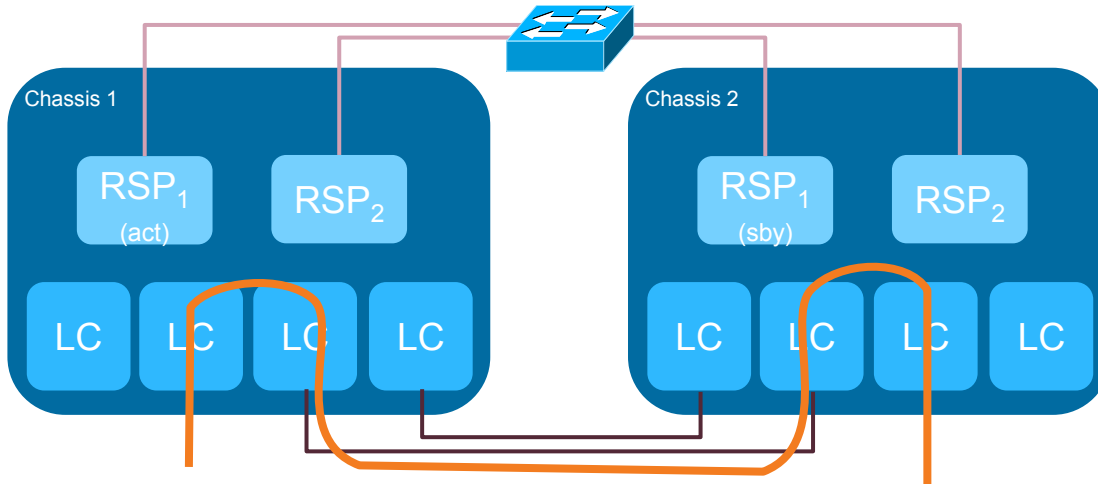 Chassis 1
Chassis 2
RSP₁
(act)
RSP₂
RSP₁
(sby)
RSP₂
LC
LC
LC
LC
LC
LC
LC
LC